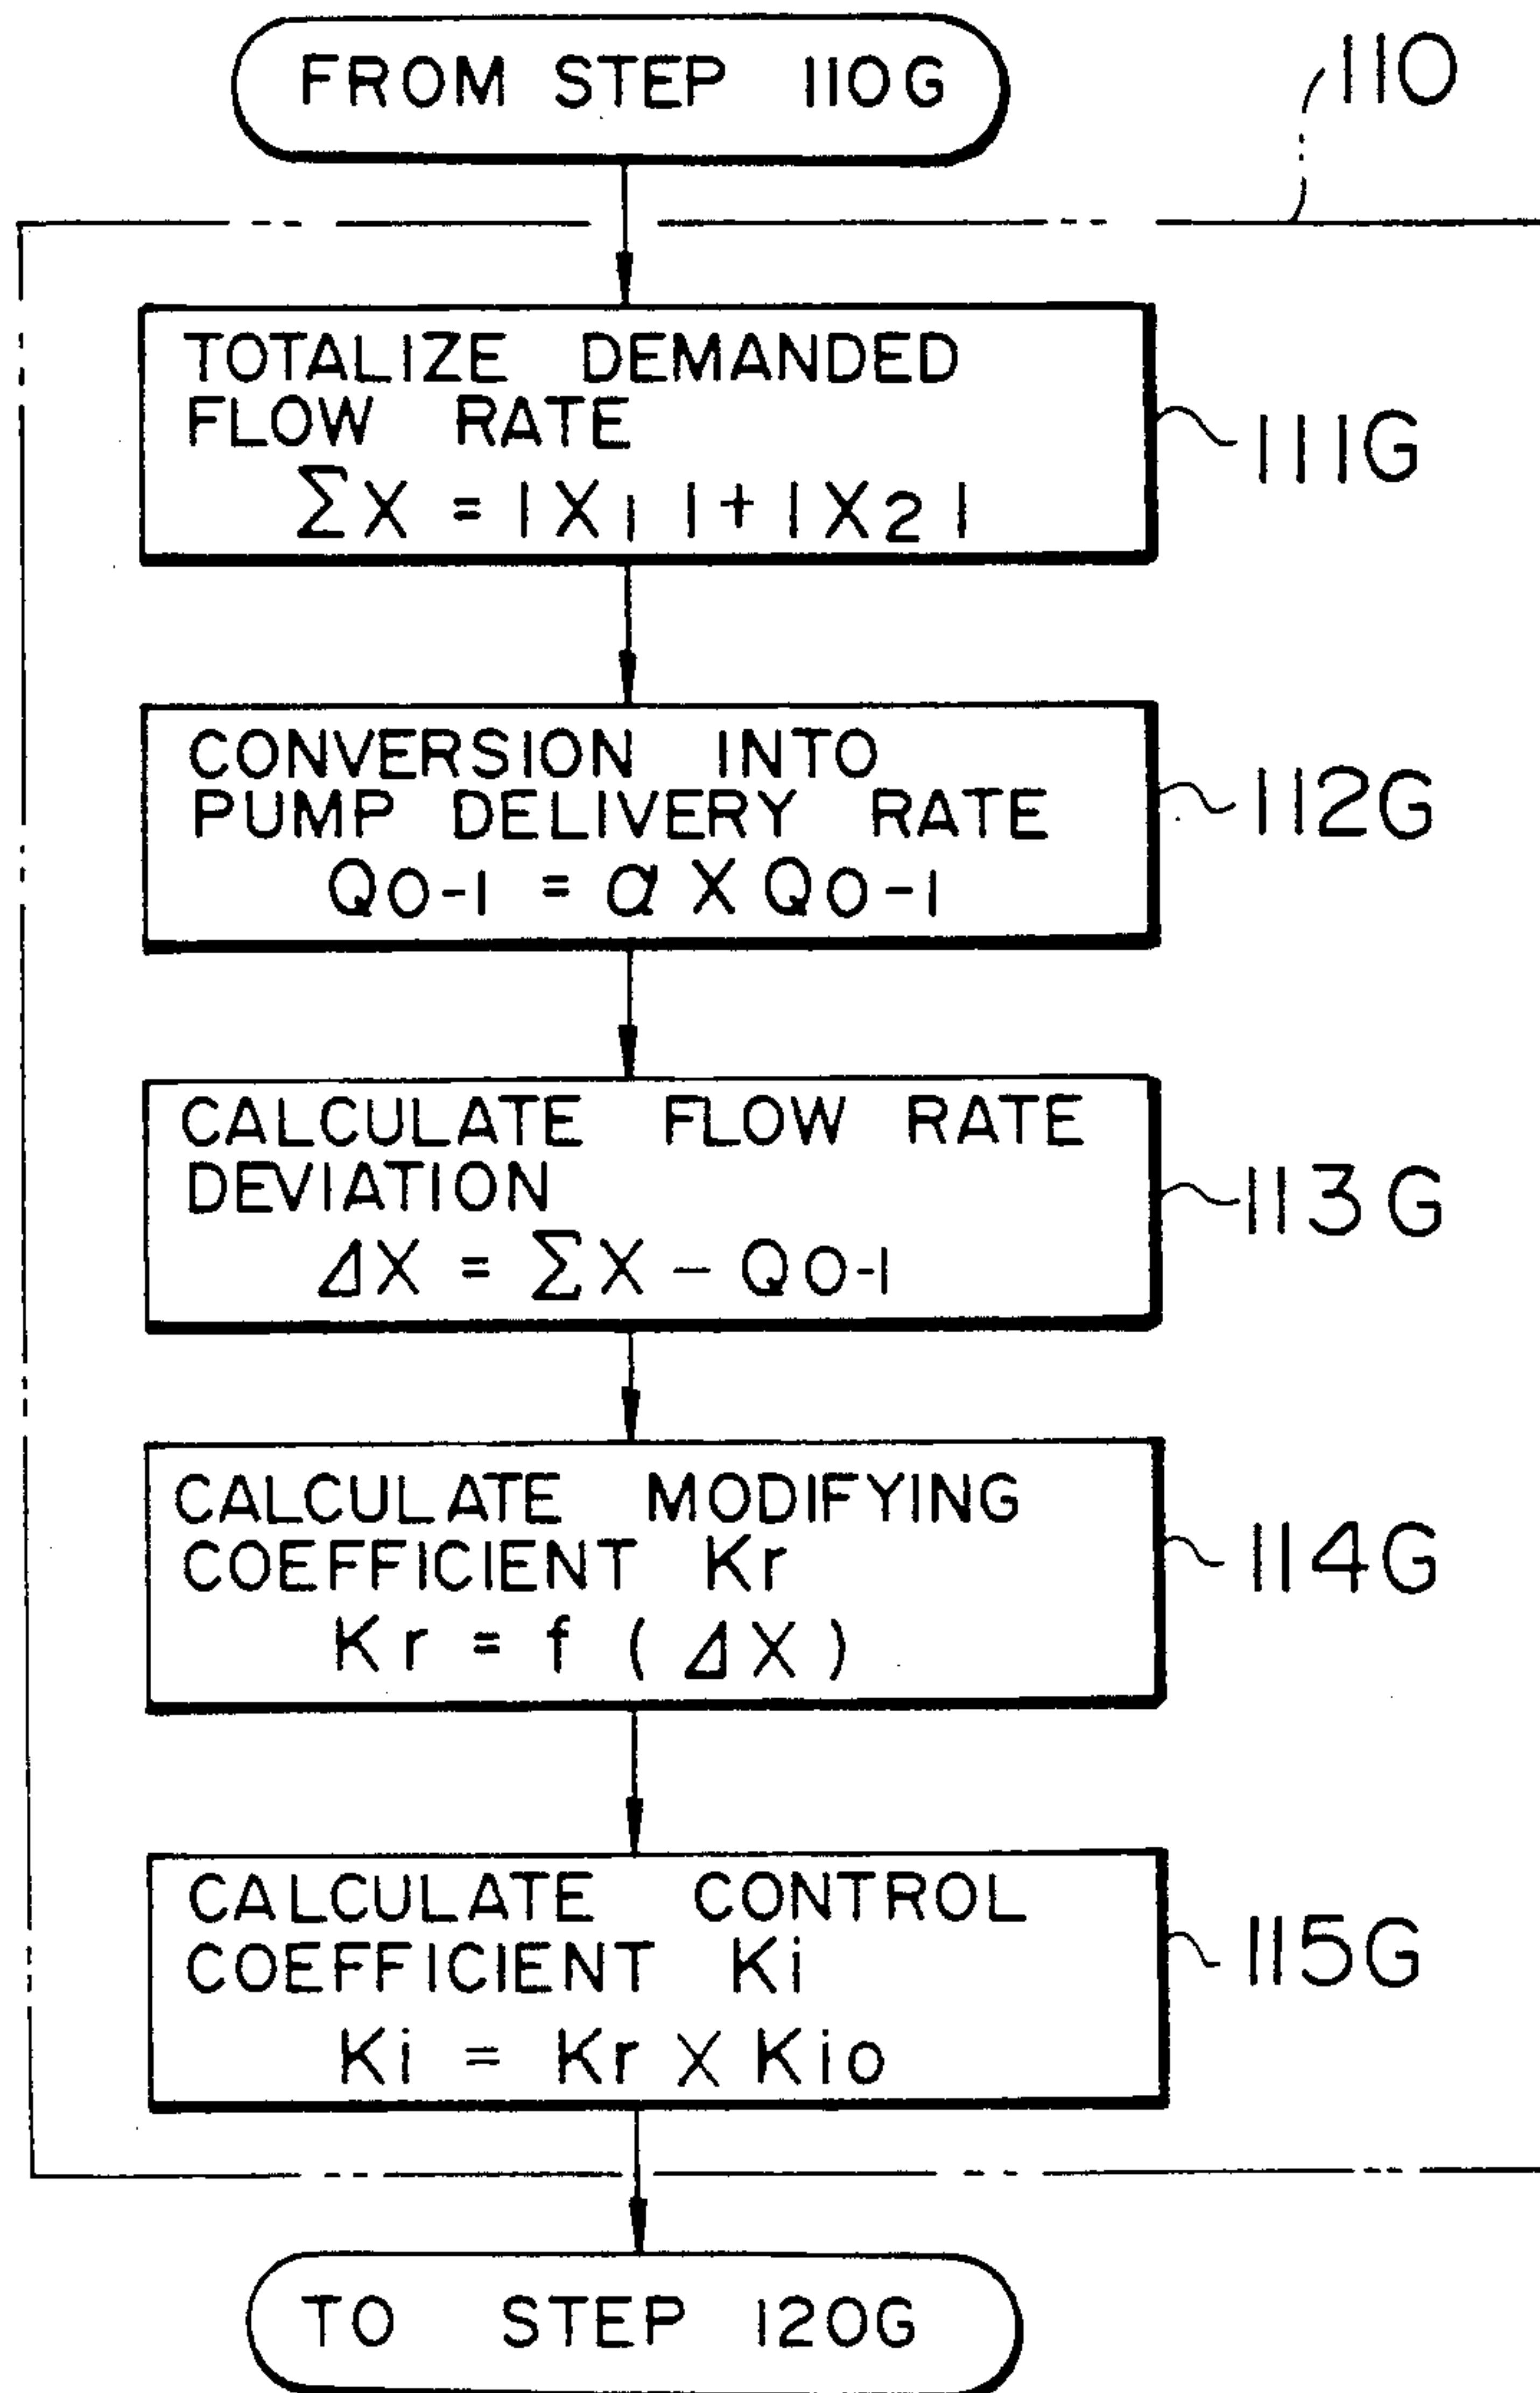 FROM STEP 110G
110
TOTALIZE DEMANDED
FLOW RATE
ΣX = |X1| + |X2|
111G
CONVERSION INTO
PUMP DELIVERY RATE
Qo-1 = α X Qo-1
112G
CALCULATE FLOW RATE
DEVIATION
ΔX = ΣX - Qo-1
113G
CALCULATE MODIFYING
COEFFICIENT Kr
Kr = f (ΔX)
114G
CALCULATE CONTROL
COEFFICIENT Ki
Ki = Kr X Kio
115G
TO STEP 120G